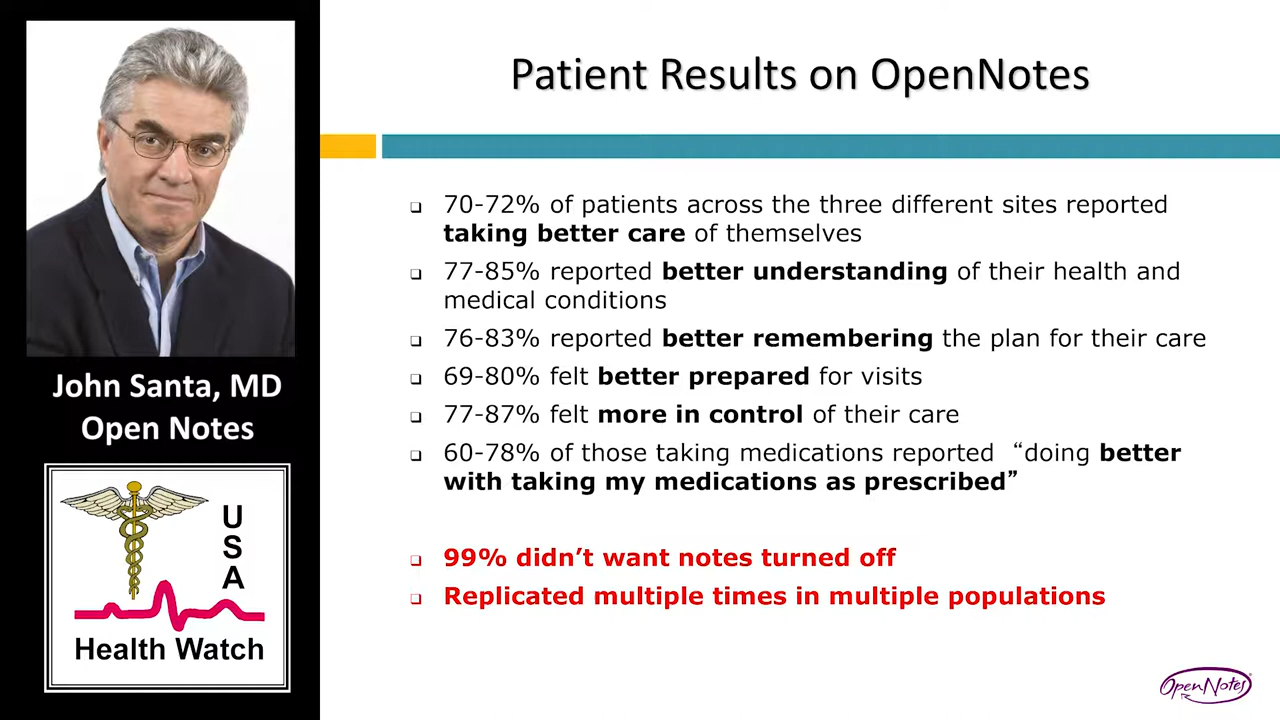 Patient Results on OpenNotes
70-72% of patients across the three different sites reported
taking better care of themselves
77-85% reported better understanding of their health and
medical conditions
76-83% reported better remembering the plan for their care
69-80% felt better prepared for visits
77-87% felt more in control of their care
60-78% of those taking medications reported “doing better
with taking my medications as prescribed”
99% didn’t want notes turned off
Replicated multiple times in multiple populations
John Santa, MD
Open Notes
U
S
A
Health Watch
OpenNotes